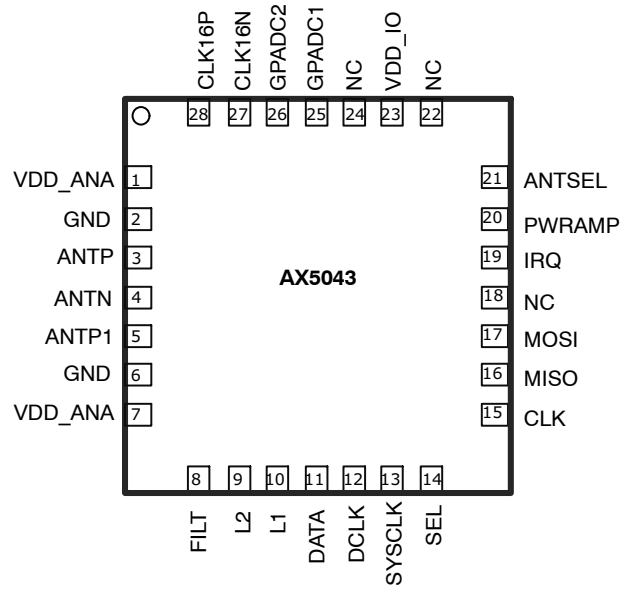 CLK16P
CLK16N
GPADC2
GPADC1
NC
VDD_IO
NC
28
27
26
25
24
23
22
VDD_ANA 1
GND 2
ANTP 3
ANTN 4
ANTP1 5
GND 6
VDD_ANA 7
AX5043
21 ANTSEL
20 PWRAMP
19 IRQ
18 NC
17 MOSI
16 MISO
15 CLK
8
9
10
11
12
13
14
FILT
L2
L1
DATA
DCLK
SYSCLK
SEL